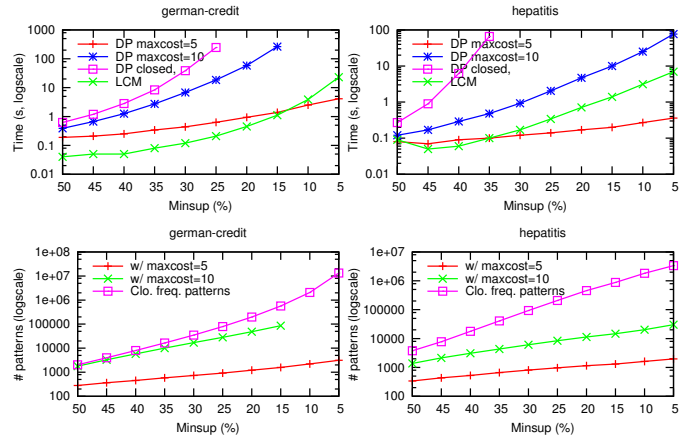 german-credit
Time (s, logscale)
1000
100
10
1
0.1
0.01
DP maxcost=5
DP maxcost=10
DP closed,
LCM
50 45 40 35 30 25 20 15 10 5
Minsup (%)
hepatitis
Time (s, logscale)
100
10
1
0.1
0.01
DP maxcost=5
DP maxcost=10
DP closed,
LCM
50 45 40 35 30 25 20 15 10 5
Minsup (%)
german-credit
# patterns (logscale)
1e+08
1e+07
1e+06
100000
10000
1000
100
w/ maxcost=5
w/ maxcost=10
Clo. freq. patterns
50 45 40 35 30 25 20 15 10 5
Minsup (%)
hepatitis
# patterns (logscale)
1e+07
1e+06
100000
10000
1000
100
w/ maxcost=5
w/ maxcost=10
Clo. freq. patterns
50 45 40 35 30 25 20 15 10 5
Minsup (%)